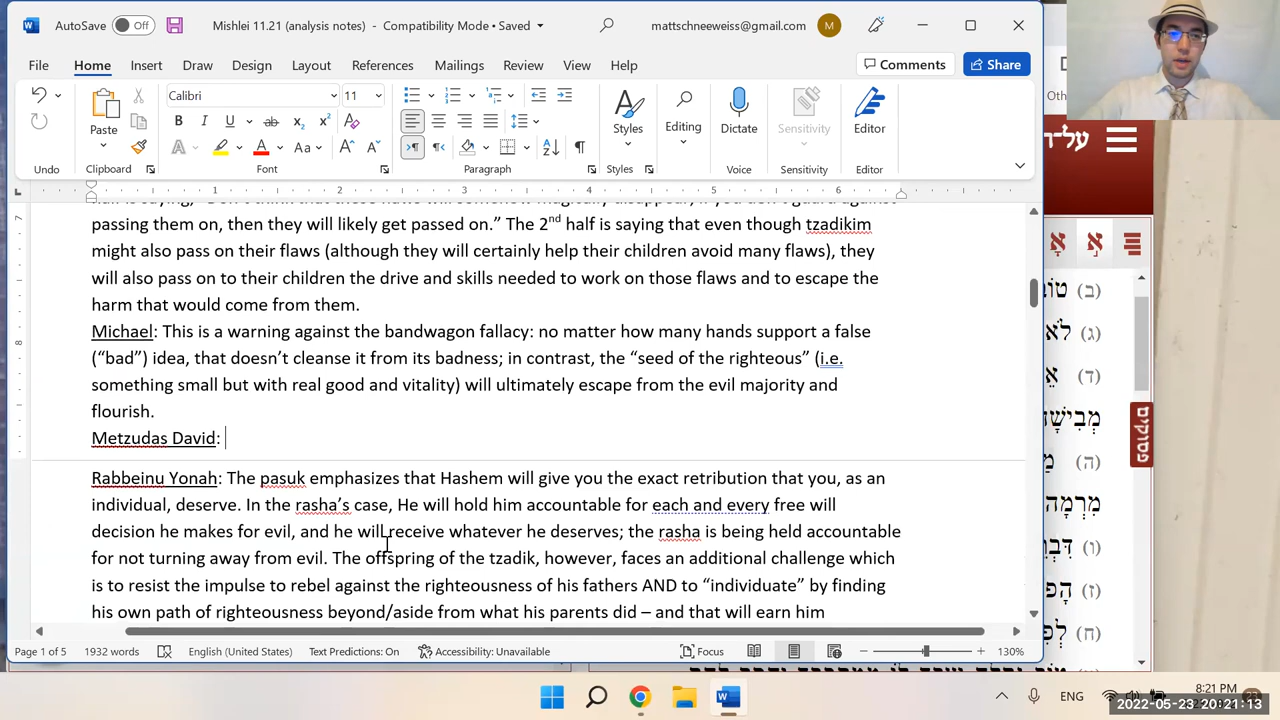 AutoSave Off Mishlei 11.21 (analysis notes) - Compatibility Mode • Saved mattschneeweiss@gmail.com M
File Home Insert Draw Design Layout References Mailings Review View Help Comments Share
Calibri 11
Paste Styles Editing Dictate Sensitivity Editor
Undo Clipboard Font Paragraph Styles Voice Sensitivity Editor
1 2 3 4 5 6
passing them on, then they will likely get passed on.” The 2nd half is saying that even though tzadikim
might also pass on their flaws (although they will certainly help their children avoid many flaws), they
will also pass on to their children the drive and skills needed to work on those flaws and to escape the
harm that would come from them.
Michael: This is a warning against the bandwagon fallacy: no matter how many hands support a false
(“bad”) idea, that doesn’t cleanse it from its badness; in contrast, the “seed of the righteous” (i.e.
something small but with real good and vitality) will ultimately escape from the evil majority and
flourish.
Metzudas David:
Rabbeinu Yonah: The pasuk emphasizes that Hashem will give you the exact retribution that you, as an
individual, deserve. In the rasha’s case, He will hold him accountable for each and every free will
decision he makes for evil, and he will receive whatever he deserves; the rasha is being held accountable
for not turning away from evil. The offspring of the tzadik, however, faces an additional challenge which
is to resist the impulse to rebel against the righteousness of his fathers AND to “individuate” by finding
his own path of righteousness beyond/aside from what his parents did – and that will earn him
Page 1 of 5 1932 words English (United States) Text Predictions: On Accessibility: Unavailable Focus 130%
על־ה
(ב) טוֹ
(ג) לֹא
(ד) אֵ
מְבִישָׁ
(ה)
מִרְמָה
(ו) דִּבְ
(ז) הָפ
(ח) לְפִ
פסוקים
ENG 8:21 PM
2022-05-23 20:21:13